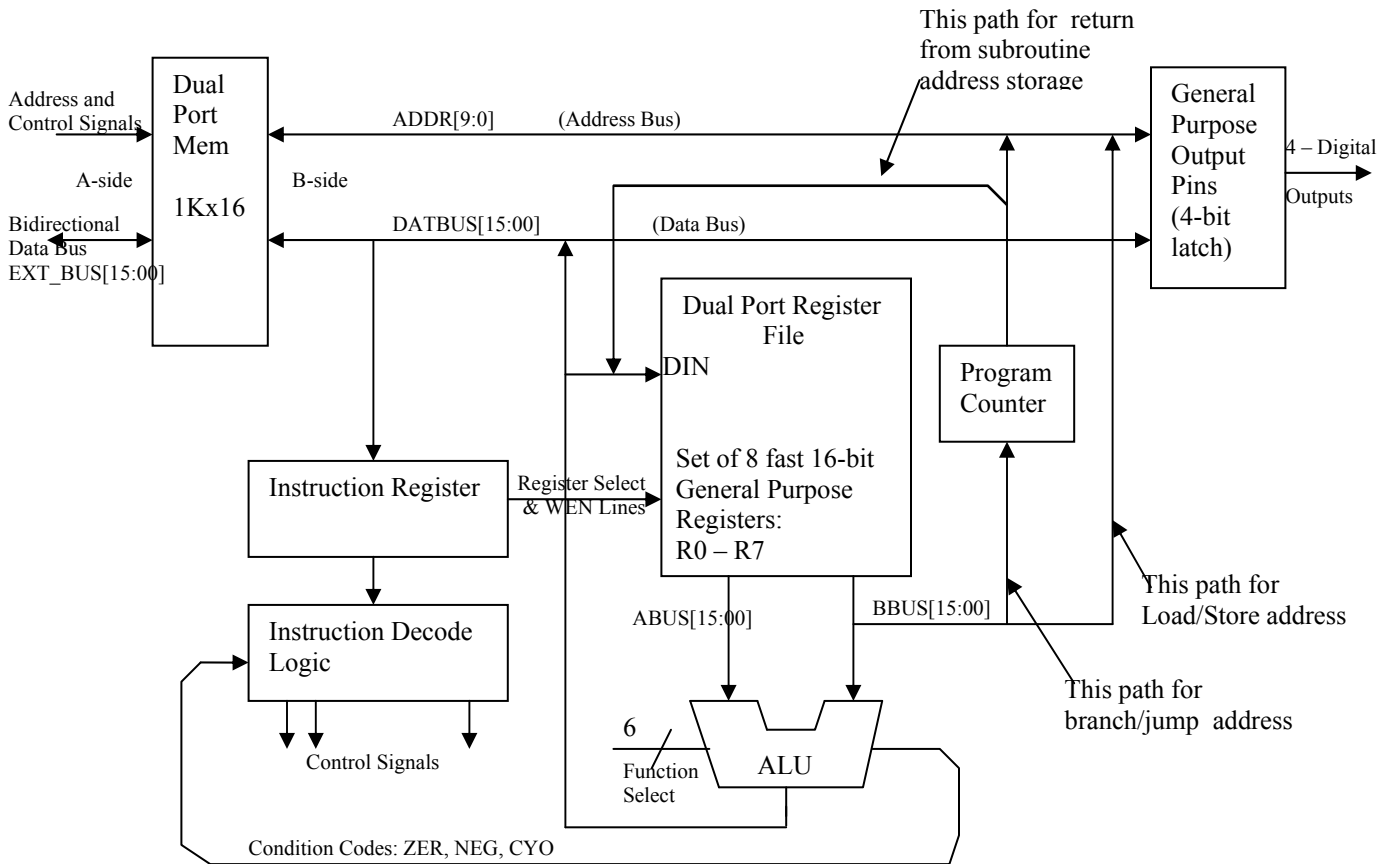 This path for return
from subroutine
address storage
Dual
Port
Mem
1Kx16
Address and
Control Signals
A-side
B-side
Bidirectional
Data Bus
EXT_BUS[15:00]
ADDR[9:0]
(Address Bus)
DATBUS[15:00]
(Data Bus)
General
Purpose
Output
Pins
(4-bit
latch)
4 – Digital
Outputs
Dual Port Register
File
DIN
Set of 8 fast 16-bit
General Purpose
Registers:
R0 – R7
Program
Counter
Instruction Register
Register Select
& WEN Lines
Instruction Decode
Logic
Control Signals
ABUS[15:00]
BBUS[15:00]
This path for
Load/Store address
This path for
branch/jump address
6
Function
Select
ALU
Condition Codes: ZER, NEG, CYO